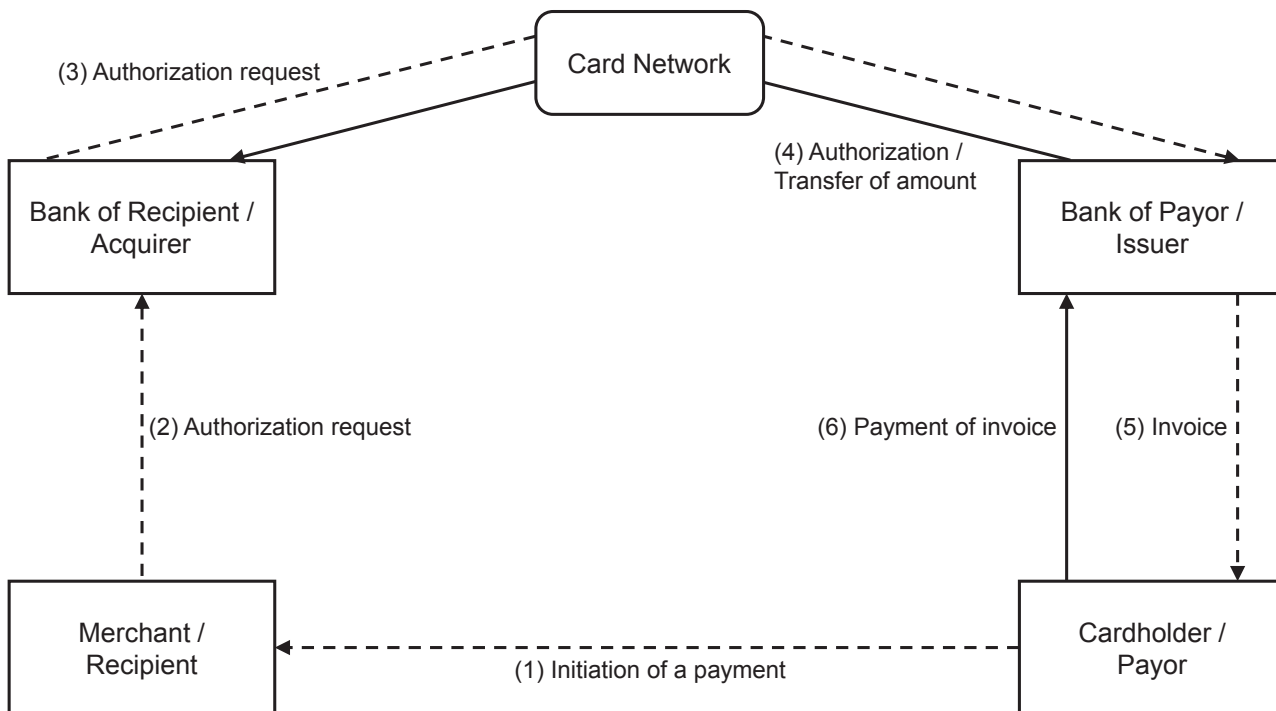 Card Network
(3) Authorization request
(4) Authorization /
Transfer of amount
Bank of Recipient /
Acquirer
Bank of Payor /
Issuer
(2) Authorization request
(6) Payment of invoice
(5) Invoice
Merchant /
Recipient
Cardholder /
Payor
(1) Initiation of a payment